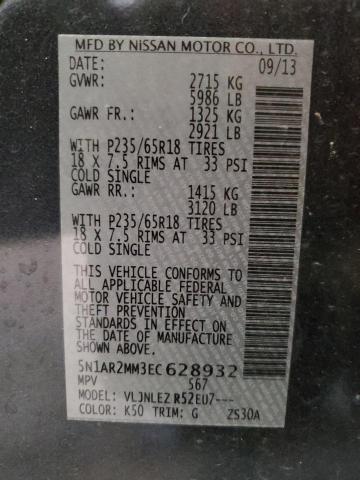 MFD BY NISSAN MOTOR CO., LTD.
DATE: 09/13
GVWR: 2715 KG
5986 LB
GAWR FR.: 1325 KG
2921 LB
WITH P235/65R18 TIRES
18 X 7.5 RIMS AT 33 PSI
COLD SINGLE
GAWR RR.: 1415 KG
3120 LB
WITH P235/65R18 TIRES
18 X 7.5 RIMS AT 33 PSI
COLD SINGLE
THIS VEHICLE CONFORMS TO
ALL APPLICABLE FEDERAL
MOTOR VEHICLE SAFETY AND
THEFT PREVENTION
STANDARDS IN EFFECT ON
THE DATE OF MANUFACTURE
SHOWN ABOVE.
5N1AR2MM3EC628932
MPV 567
MODEL: VLJNLEZ R52EU7---
COLOR: K50 TRIM: G ZS30A